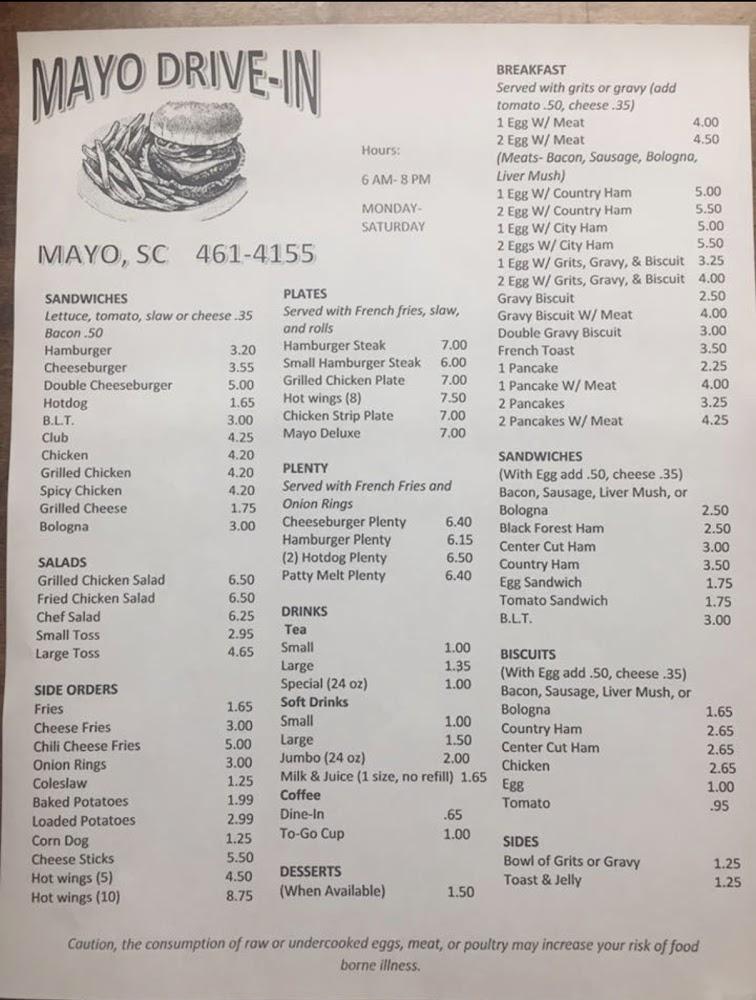 MAYO DRIVE-IN
Hours:
6 AM- 8 PM
MONDAY-
SATURDAY
MAYO, SC 461-4155
SANDWICHES
Lettuce, tomato, slaw or cheese .35
Bacon .50
Hamburger 3.20
Cheeseburger 3.55
Double Cheeseburger 5.00
Hotdog 1.65
B.L.T. 3.00
Club 4.25
Chicken 4.20
Grilled Chicken 4.20
Spicy Chicken 4.20
Grilled Cheese 1.75
Bologna 3.00
SALADS
Grilled Chicken Salad 6.50
Fried Chicken Salad 6.50
Chef Salad 6.25
Small Toss 2.95
Large Toss 4.65
SIDE ORDERS
Fries 1.65
Cheese Fries 3.00
Chili Cheese Fries 5.00
Onion Rings 3.00
Coleslaw 1.25
Baked Potatoes 1.99
Loaded Potatoes 2.99
Corn Dog 1.25
Cheese Sticks 5.50
Hot wings (5) 4.50
Hot wings (10) 8.75
PLATES
Served with French fries, slaw,
and rolls
Hamburger Steak 7.00
Small Hamburger Steak 6.00
Grilled Chicken Plate 7.00
Hot wings (8) 7.50
Chicken Strip Plate 7.00
Mayo Deluxe 7.00
PLENTY
Served with French Fries and
Onion Rings
Cheeseburger Plenty 6.40
Hamburger Plenty 6.15
(2) Hotdog Plenty 6.50
Patty Melt Plenty 6.40
DRINKS
Tea
Small 1.00
Large 1.35
Special (24 oz) 1.00
Soft Drinks
Small 1.00
Large 1.50
Jumbo (24 oz) 2.00
Milk & Juice (1 size, no refill) 1.65
Coffee
Dine-In .65
To-Go Cup 1.00
DESSERTS
(When Available) 1.50
BREAKFAST
Served with grits or gravy (add
tomato .50, cheese .35)
1 Egg W/ Meat 4.00
2 Egg W/ Meat 4.50
(Meats- Bacon, Sausage, Bologna,
Liver Mush)
1 Egg W/ Country Ham 5.00
2 Egg W/ Country Ham 5.50
1 Egg W/ City Ham 5.00
2 Eggs W/ City Ham 5.50
1 Egg W/ Grits, Gravy, & Biscuit 3.25
2 Egg W/ Grits, Gravy, & Biscuit 4.00
Gravy Biscuit 2.50
Gravy Biscuit W/ Meat 4.00
Double Gravy Biscuit 3.00
French Toast 3.50
1 Pancake 2.25
1 Pancake W/ Meat 4.00
2 Pancakes 3.25
2 Pancakes W/ Meat 4.25
SANDWICHES
(With Egg add .50, cheese .35)
Bacon, Sausage, Liver Mush, or
Bologna 2.50
Black Forest Ham 2.50
Center Cut Ham 3.00
Country Ham 3.50
Egg Sandwich 1.75
Tomato Sandwich 1.75
B.L.T. 3.00
BISCUITS
(With Egg add .50, cheese .35)
Bacon, Sausage, Liver Mush, or
Bologna 1.65
Country Ham 2.65
Center Cut Ham 2.65
Chicken 2.65
Egg 1.00
Tomato .95
SIDES
Bowl of Grits or Gravy 1.25
Toast & Jelly 1.25
Caution, the consumption of raw or undercooked eggs, meat, or poultry may increase your risk of food
borne illness.